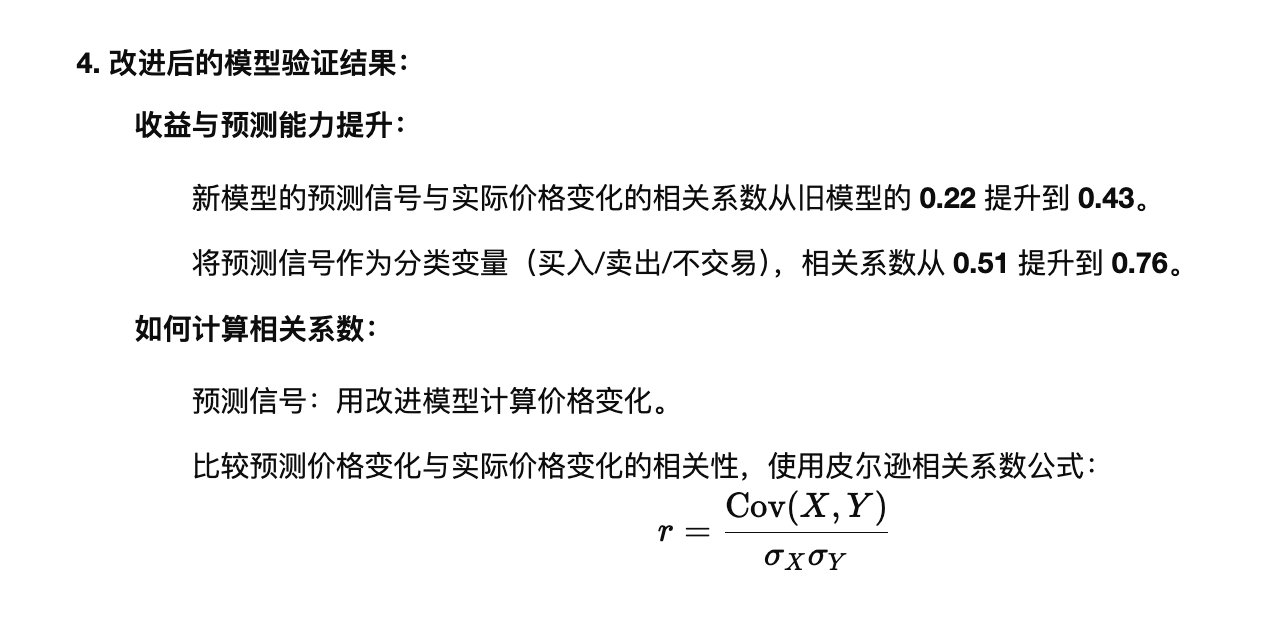 4. 改进后的模型验证结果：
收益与预测能力提升：
新模型的预测信号与实际价格变化的相关系数从旧模型的 0.22 提升到 0.43。
将预测信号作为分类变量（买入/卖出/不交易），相关系数从 0.51 提升到 0.76。
如何计算相关系数：
预测信号：用改进模型计算价格变化。
比较预测价格变化与实际价格变化的相关性，使用皮尔逊相关系数公式：
r = Cov(X, Y) / σXσY